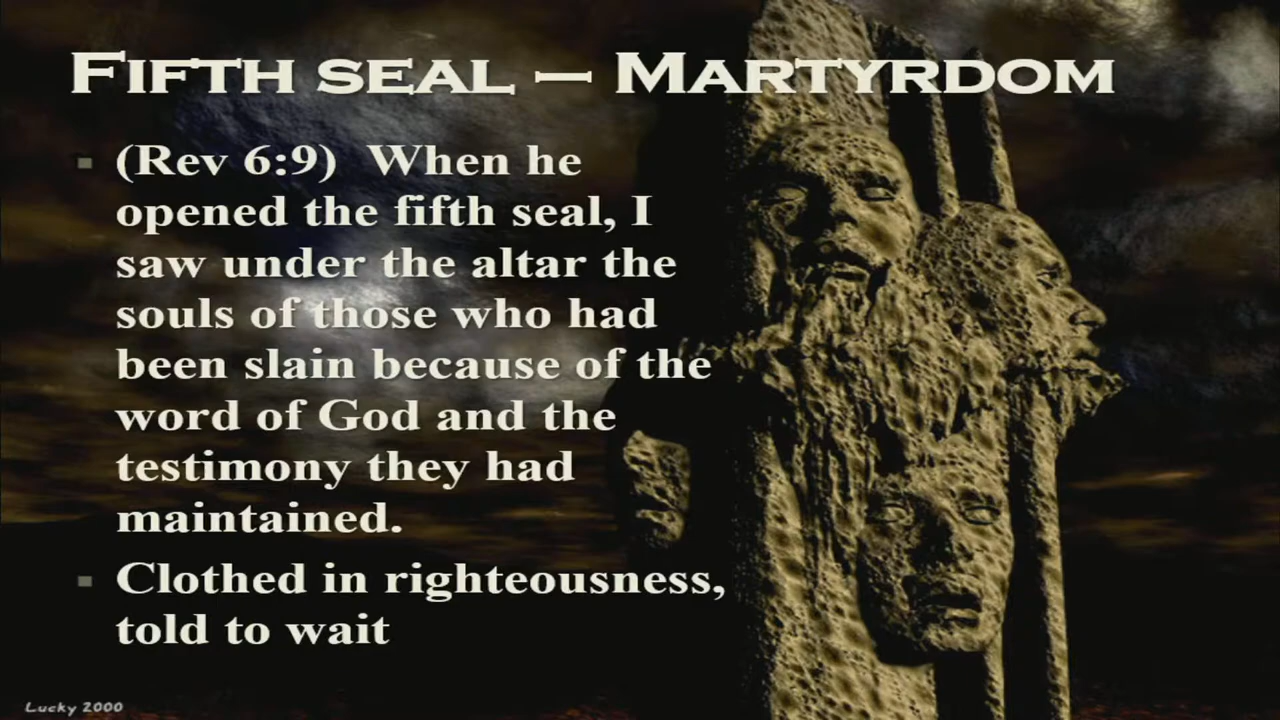 FIFTH SEAL – MARTYRDOM
(Rev 6:9) When he
opened the fifth seal, I
saw under the altar the
souls of those who had
been slain because of the
word of God and the
testimony they had
maintained.
Clothed in righteousness,
told to wait
Lucky 2000